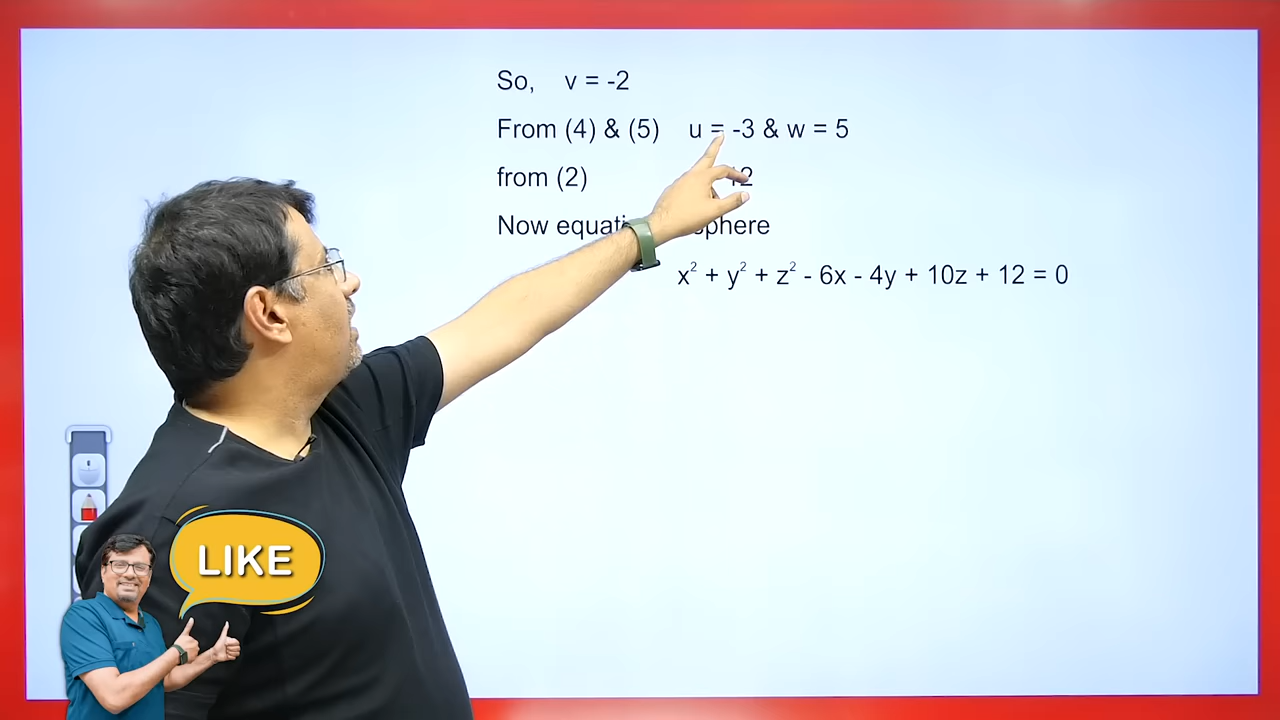 So, v = -2
From (4) & (5) u = -3 & w = 5
from (2) 12
Now sphere
x² + y² + z² - 6x - 4y + 10z + 12 = 0
LIKE